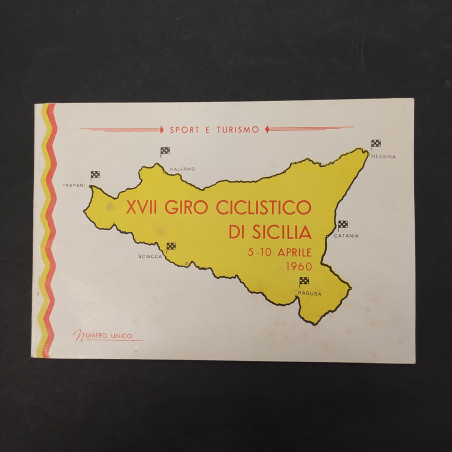 SPORT E TURISMO
MESSINA
PALERMO
TRAPANI
XVII GIRO CICLISTICO
DI SICILIA
CATANIA
5-10 APRILE
SCIACCA
1960
RAGUSA
NUMERO UNICO